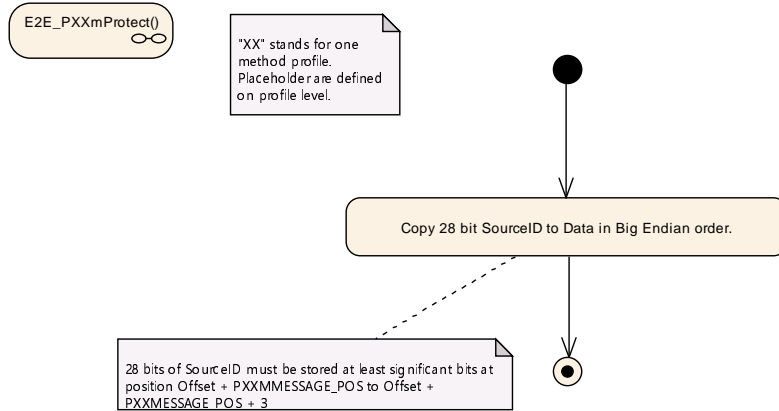 E2E_PXXmProtect()
"XX" stands for one
method profile.
Placeholder are defined
on profile level.
Copy 28 bit SourceID to Data in Big Endian order.
28 bits of SourceID must be stored at least significant bits at
position Offset + PXXMMESSAGE_POS to Offset +
PXXMESSAGE_POS + 3